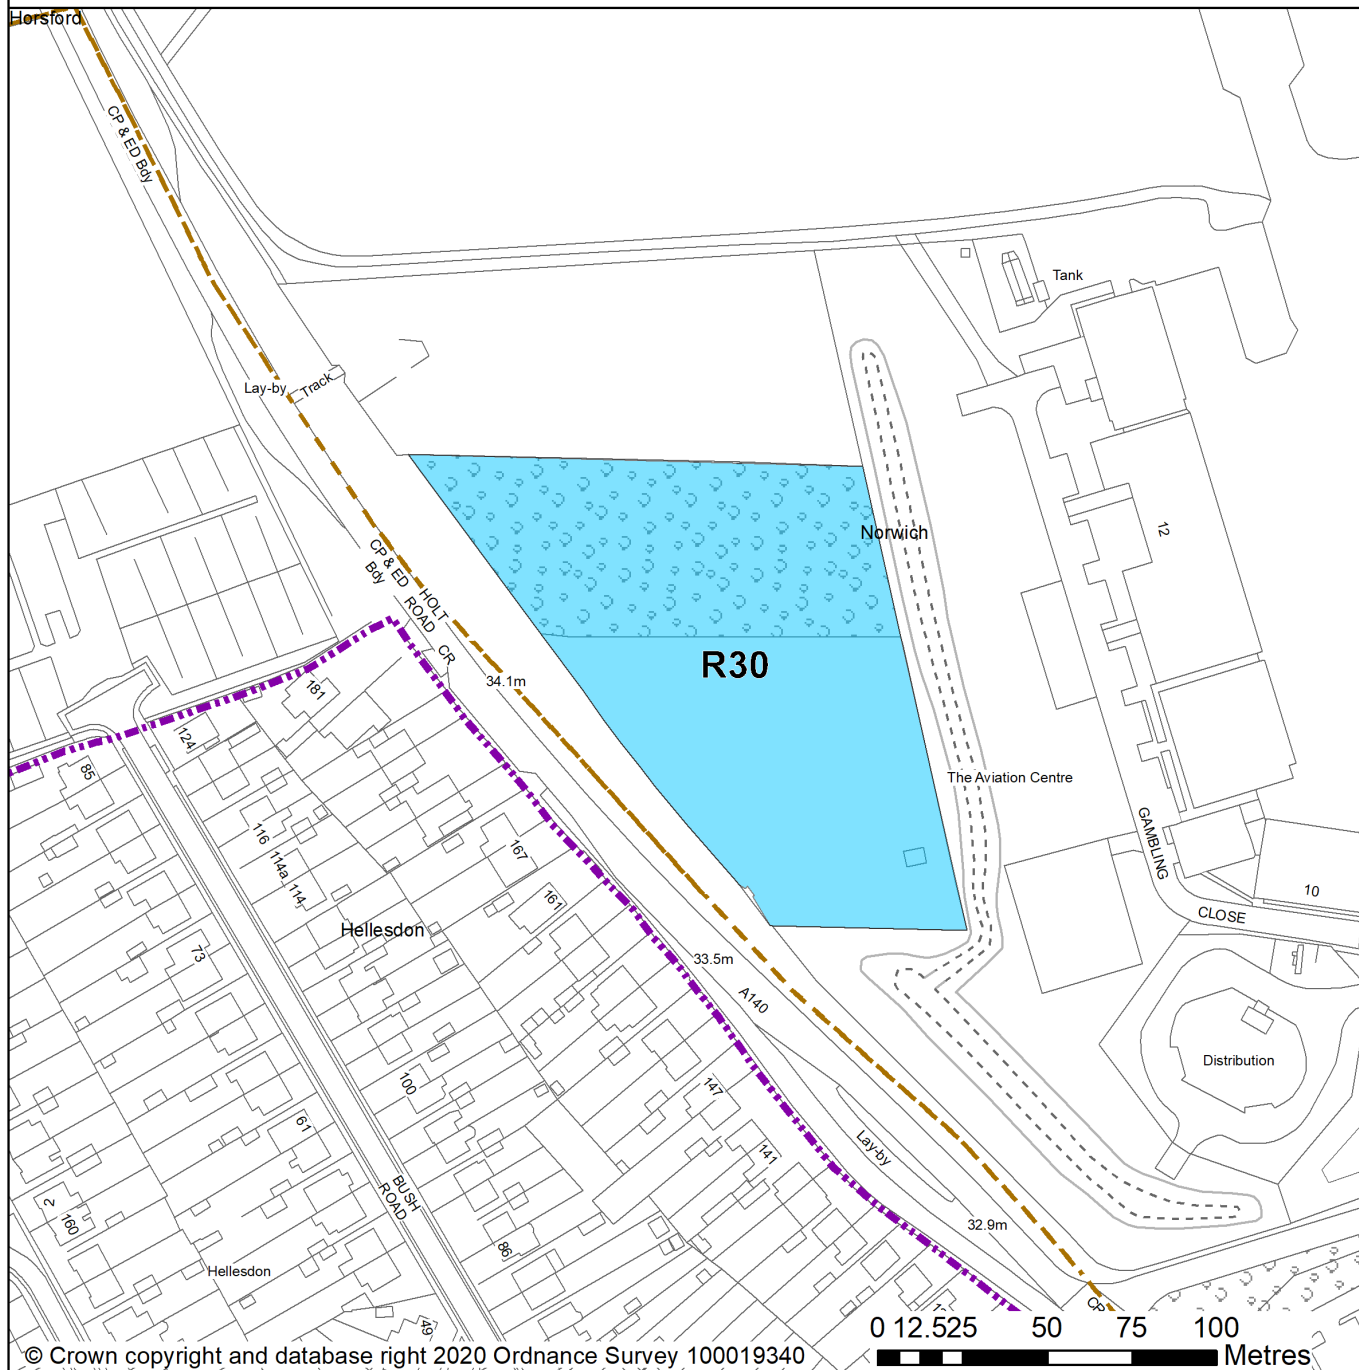 Horsford
CP & ED Bdy
Tank
Lay-by
Track
12
Norwich
CP & ED
Bdy
HOLT
ROAD
CR
R30
34.1m
181
124
85
The Aviation Centre
116
114a
114
167
GAMBLING
CLOSE
10
161
Hellesdon
73
33.5m
A140
Distribution
100
147
61
Lay-by
141
BUSH
ROAD
2
160
86
32.9m
Hellesdon
49
CP
0 12.525 50 75 100
Metres
© Crown copyright and database right 2020 Ordnance Survey 100019340